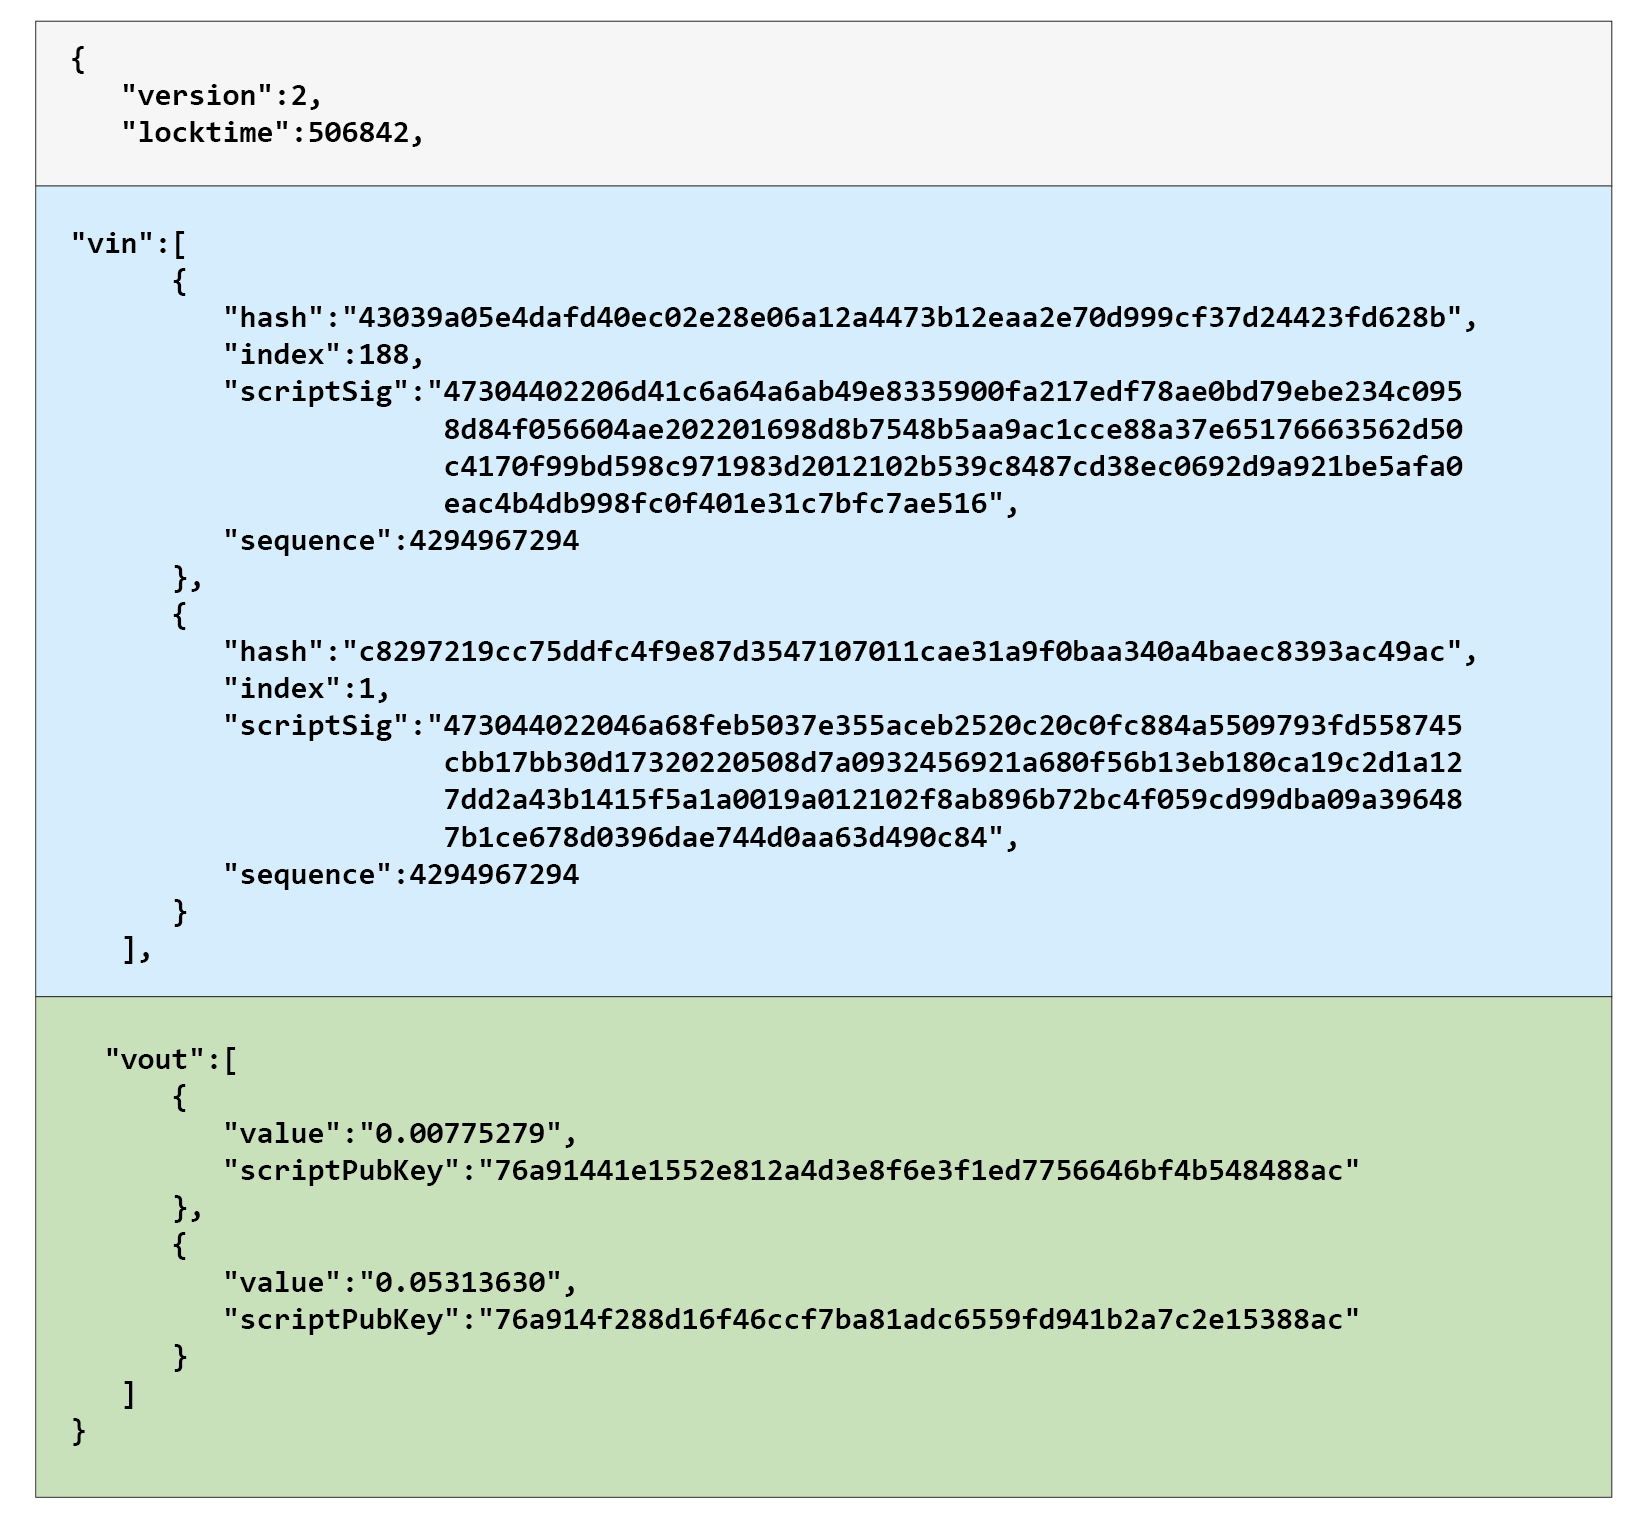 {
"version":2,
"locktime":506842,
"vin":[
{
"hash":"43039a05e4dafd40ec02e28e06a12a4473b12eaa2e70d999cf37d24423fd628b",
"index":188,
"scriptSig":"47304402206d41c6a64a6ab49e8335900fa217edf78ae0bd79ebe234c095
8d84f056604ae202201698d8b7548b5aa9ac1cce88a37e65176663562d50
c4170f99bd598c971983d2012102b539c8487cd38ec0692d9a921be5afa0
eac4b4db998fc0f401e31c7bfc7ae516",
"sequence":4294967294
},
{
"hash":"c8297219cc75ddfc4f9e87d3547107011cae31a9f0baa340a4baec8393ac49ac",
"index":1,
"scriptSig":"473044022046a68feb5037e355aceb2520c20c0fc884a5509793fd558745
cbb17bb30d17320220508d7a0932456921a680f56b13eb180ca19c2d1a12
7dd2a43b1415f5a1a0019a012102f8ab896b72bc4f059cd99dba09a39648
7b1ce678d0396dae744d0aa63d490c84",
"sequence":4294967294
}
],
"vout":[
{
"value":"0.00775279",
"scriptPubKey":"76a91441e1552e812a4d3e8f6e3f1ed7756646bf4b548488ac"
},
{
"value":"0.05313630",
"scriptPubKey":"76a914f288d16f46ccf7ba81adc6559fd941b2a7c2e15388ac"
}
]
}